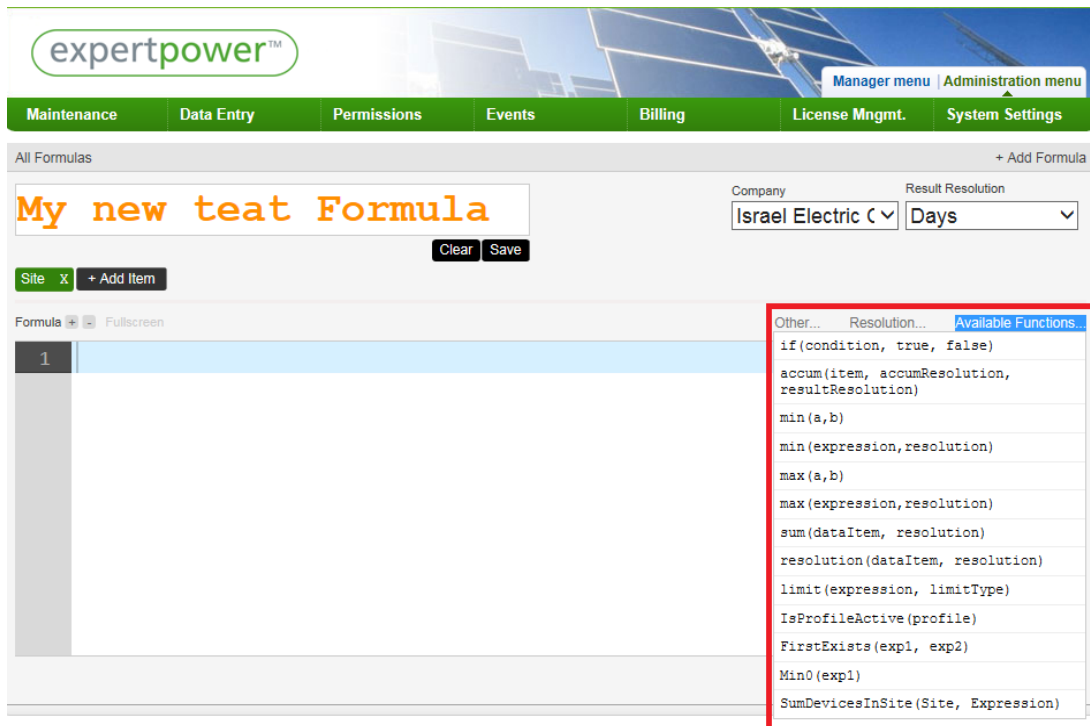 expertpower™
Manager menu | Administration menu
Maintenance Data Entry Permissions Events Billing License Mngmt. System Settings
All Formulas + Add Formula
Company Result Resolution
My new teat Formula
Israel Electric C Days
Clear Save
Site X + Add Item
Formula + - Fullscreen
Other... Resolution... Available Functions...
1
if(condition, true, false)
accum(item, accumResolution,
resultResolution)
min(a,b)
min(expression,resolution)
max(a,b)
max(expression,resolution)
sum(dataItem, resolution)
resolution(dataItem, resolution)
limit(expression, limitType)
IsProfileActive(profile)
FirstExists(exp1, exp2)
Min0(exp1)
SumDevicesInSite(Site, Expression)